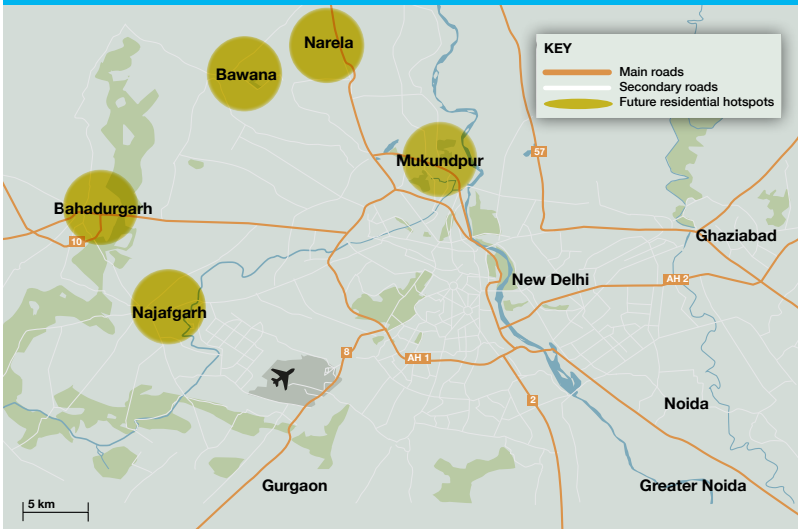 Narela
Bawana
KEY
Main roads
Secondary roads
Future residential hotspots
Mukundpur
57
Bahadurgarh
10
Ghaziabad
New Delhi
AH 2
Najafgarh
8
AH 1
2
Noida
Gurgaon
Greater Noida
5 km